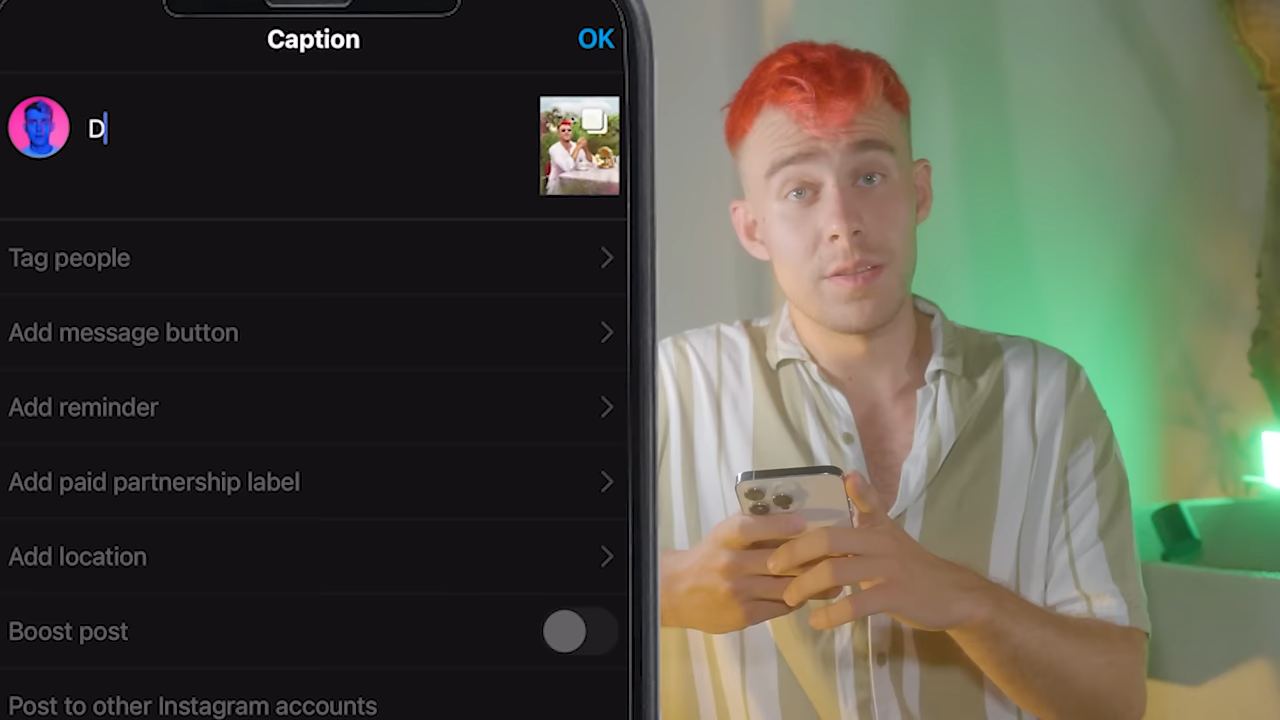 Caption
OK
D
Tag people
Add message button
Add reminder
Add paid partnership label
Add location
Boost post
Post to other Instagram accounts